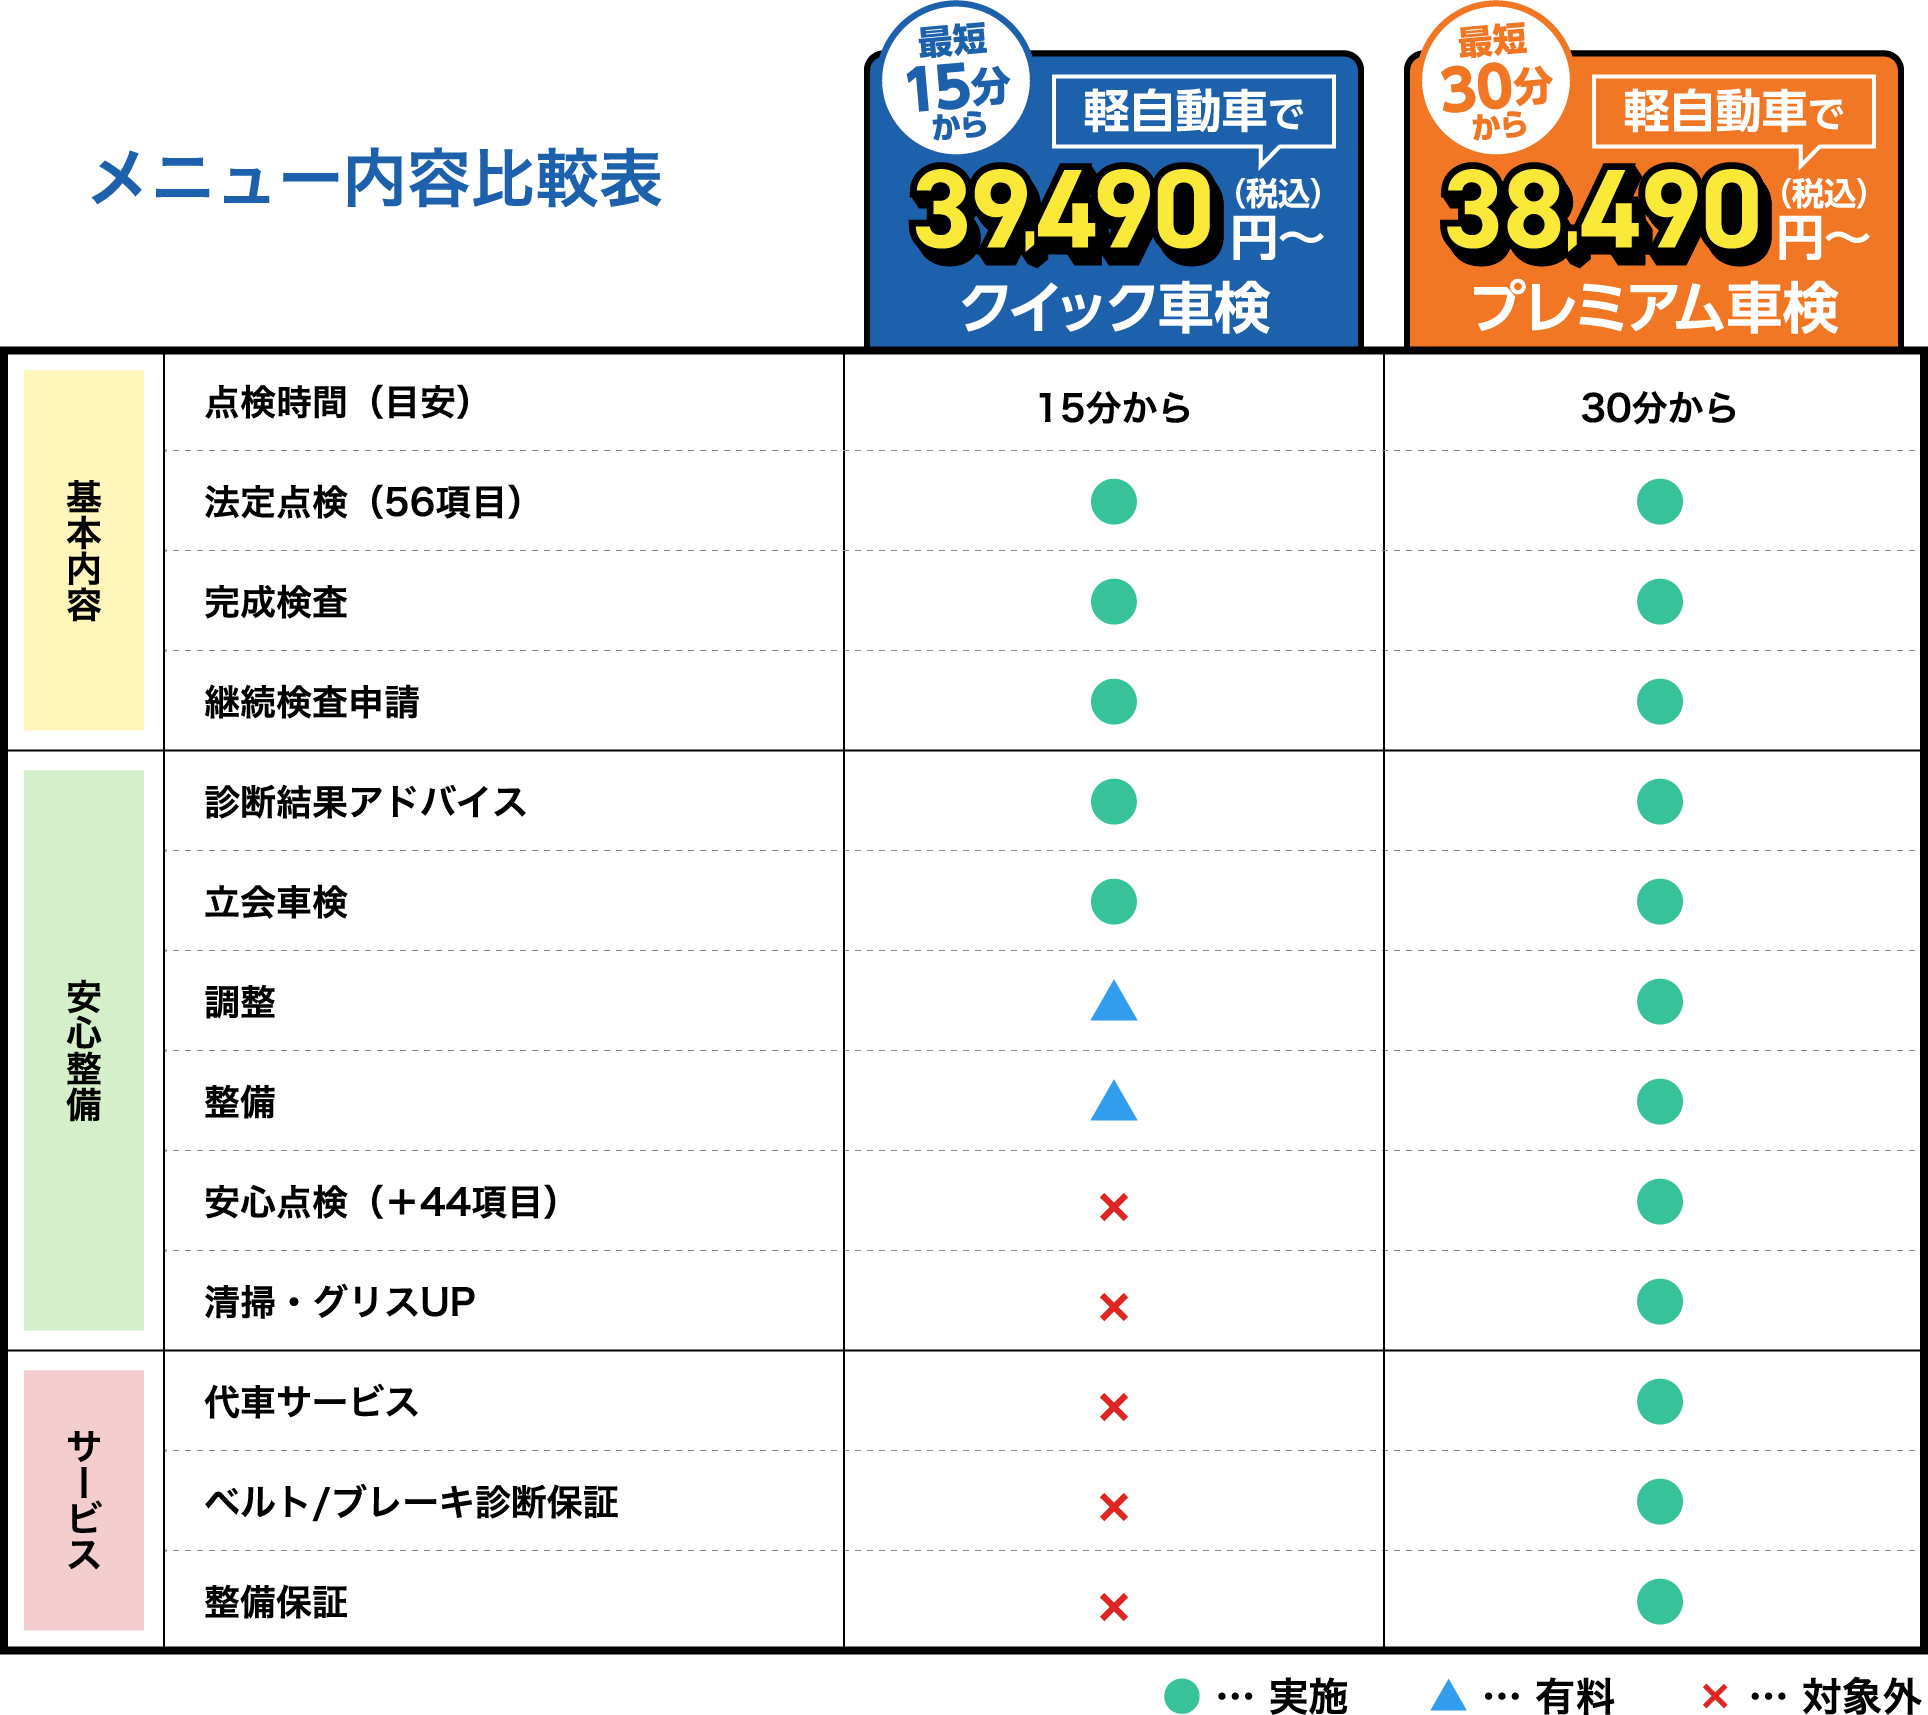 メニュー内容比較表
最短
15分
から
軽自動車で
39,490円～
(税込)
クイック車検
最短
30分
から
軽自動車で
38,490円～
(税込)
プレミアム車検
基本内容
点検時間（目安）
15分から
30分から
法定点検（56項目）
● ●
完成検査
● ●
継続検査申請
● ●
安心整備
診断結果アドバイス
● ●
立会車検
● ●
調整
▲ ●
整備
▲ ●
安心点検（＋44項目）
× ●
清掃・グリスUP
× ●
サービス
代車サービス
× ●
ベルト/ブレーキ診断保証
× ●
整備保証
× ●
●… 実施
▲… 有料
×… 対象外